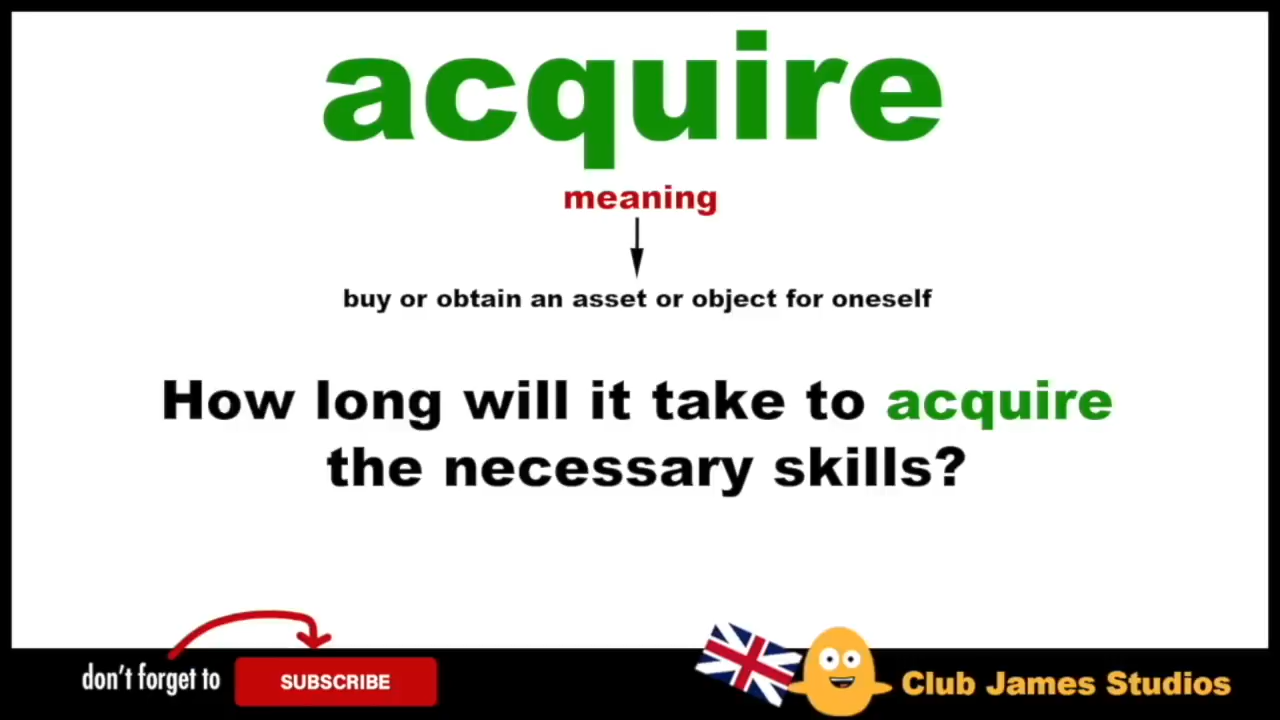 acquire
meaning
buy or obtain an asset or object for oneself
How long will it take to acquire
the necessary skills?
don't forget to
SUBSCRIBE
Club James Studios